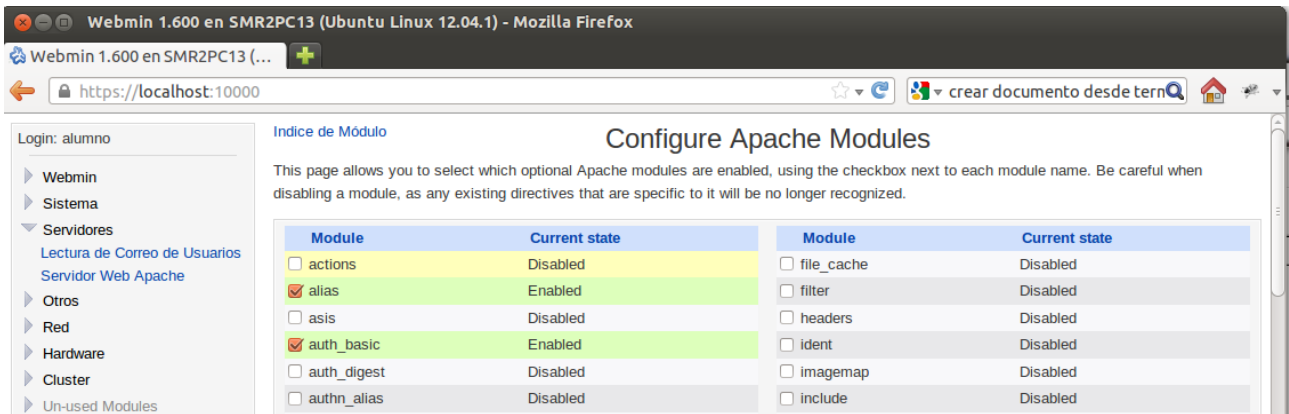 Webmin 1.600 en SMR2PC13 (Ubuntu Linux 12.04.1) - Mozilla Firefox
Webmin 1.600 en SMR2PC13 (...
https://localhost:10000
crear documento desde tern
Login: alumno
Webmin
Sistema
Servidores
Lectura de Correo de Usuarios
Servidor Web Apache
Otros
Red
Hardware
Cluster
Un-used Modules
Indice de Módulo
Configure Apache Modules
This page allows you to select which optional Apache modules are enabled, using the checkbox next to each module name. Be careful when
disabling a module, as any existing directives that are specific to it will be no longer recognized.
Module Current state Module Current state
actions Disabled file_cache Disabled
alias Enabled filter Disabled
asis Disabled headers Disabled
auth_basic Enabled ident Disabled
auth_digest Disabled imagemap Disabled
authn_alias Disabled include Disabled